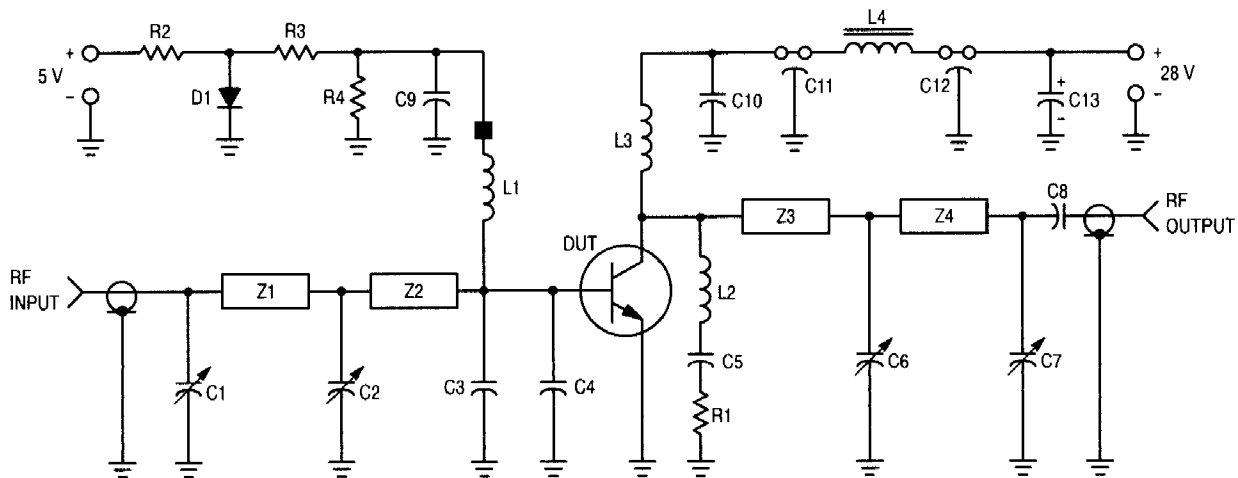 R2
R3
L4
+
5 V
–
D1
R4
C9
C10
C11
C12
+
C13
–
+
28 V
–
L3
L1
C8
RF
OUTPUT
Z3
Z4
DUT
RF
INPUT
Z1
Z2
L2
C1
C2
C3
C4
C5
C6
C7
R1